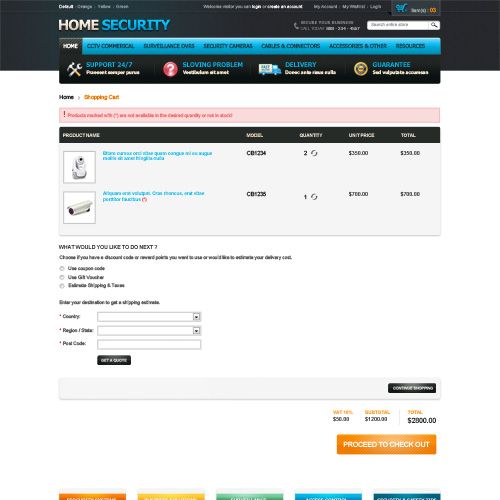 Default · Orange · Yellow · Green
Welcome visitor you can login or create an account
My Account · My Wishlist · Cart
Item(s): 03
HOME SECURITY
SECURE YOUR BUSINESS
CALL TODAY
Search entire store
HOME
CCTV COMMERICAL
SURVEILLANCE DVRS
SECURITY CAMERAS
CABLES & CONNECTORS
ACCESSORIES & OTHER
RESOURCES
SUPPORT 24/7
Praesent semper purus
SLOVING PROBLEM
Vestibulum sit amet
DELIVERY
Donec ante risus nulla
GUARANTEE
Sed vulputate accumsan
Home > Shopping Cart
! Products marked with (*) are not available in the desired quantity or not in stock!
PRODUCT NAME
MODEL
QUANTITY
UNIT PRICE
TOTAL
Etiam cursus orci vitae quam congue mi eu augue
mollis sit amet fringilla nulla
CB1234
2
$350.00
$350.00
Aliquam erat volutpat. Cras rhoncus, erat vitae
porttitor faucibus (*)
CB1235
1
$700.00
$700.00
WHAT WOULD YOU LIKE TO DO NEXT ?
Choose if you have a discount code or reward points you want to use or would like to estimate your delivery cost.
Use coupon code
Use Gift Voucher
Estimate Shipping & Taxes
Enter your destination to get a shipping estimate.
* Country:
* Region / State:
* Post Code:
GET A QUOTE
CONTINUE SHOPPING
VAT 18%
$50.00
SUBTOTAL
$1200.00
TOTAL
$2800.00
PROCEED TO CHECK OUT